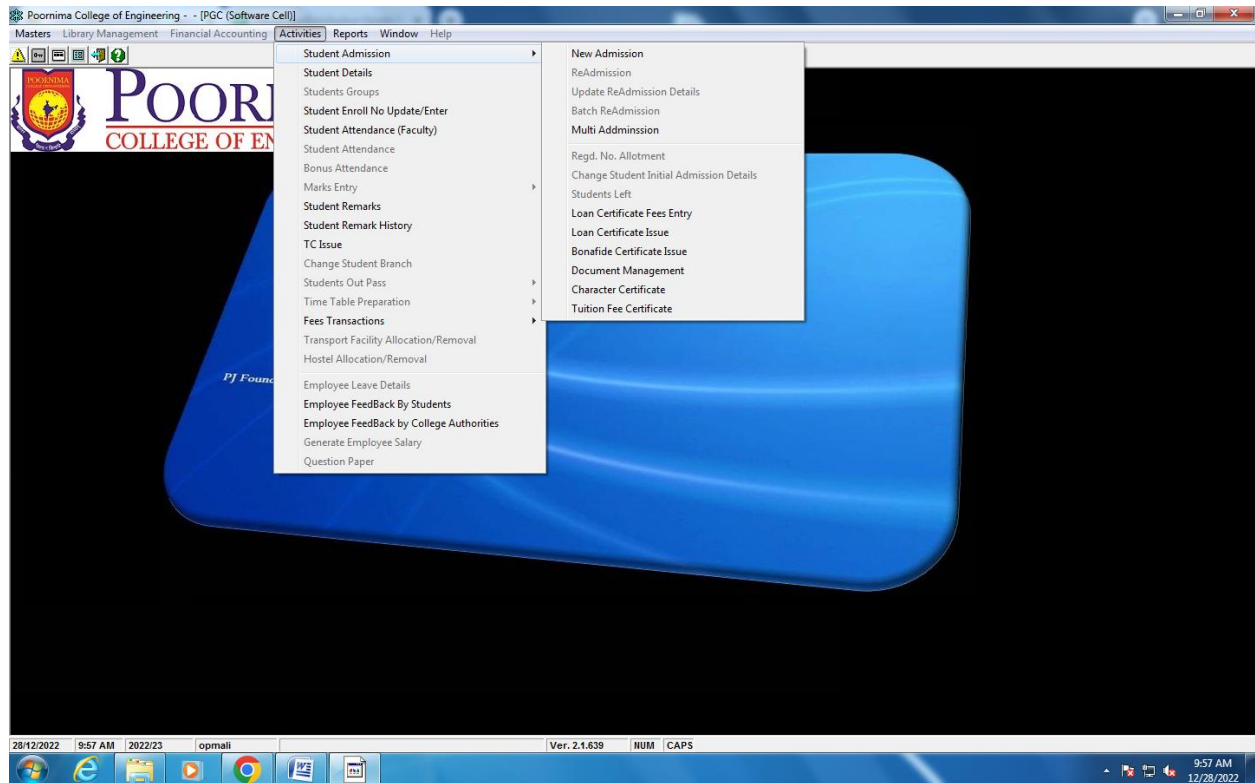 Poornima College of Engineering - - [PGC (Software Cell)]
Masters Library Management Financial Accounting Activities Reports Window Help
POORNIMA
POORN
COLLEGE OF EN
Student Admission
Student Details
Students Groups
Student Enroll No Update/Enter
Student Attendance (Faculty)
Student Attendance
Bonus Attendance
Marks Entry
Student Remarks
Student Remark History
TC Issue
Change Student Branch
Students Out Pass
Time Table Preparation
Fees Transactions
Transport Facility Allocation/Removal
Hostel Allocation/Removal
Employee Leave Details
Employee FeedBack By Students
Employee FeedBack by College Authorities
Generate Employee Salary
Question Paper
New Admission
ReAdmission
Update ReAdmission Details
Batch ReAdmission
Multi Addminssion
Regd. No. Allotment
Change Student Initial Admission Details
Students Left
Loan Certificate Fees Entry
Loan Certificate Issue
Bonafide Certificate Issue
Document Management
Character Certificate
Tuition Fee Certificate
PJ Found
28/12/2022 9:57 AM 2022/23 opmali Ver. 2.1.639 NUM CAPS
9:57 AM
12/28/2022